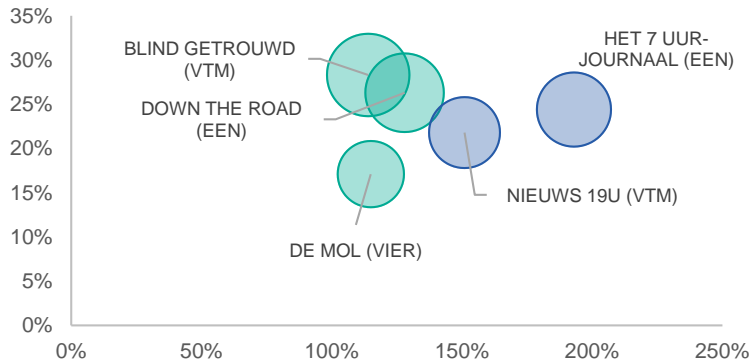 35%
30%
25%
20%
15%
10%
5%
0%
BLIND GETROUWD
(VTM)
DOWN THE ROAD
(EEN)
DE MOL (VIER)
HET 7 UUR-
JOURNAAL (EEN)
NIEUWS 19U (VTM)
0%
50%
100%
150%
200%
250%